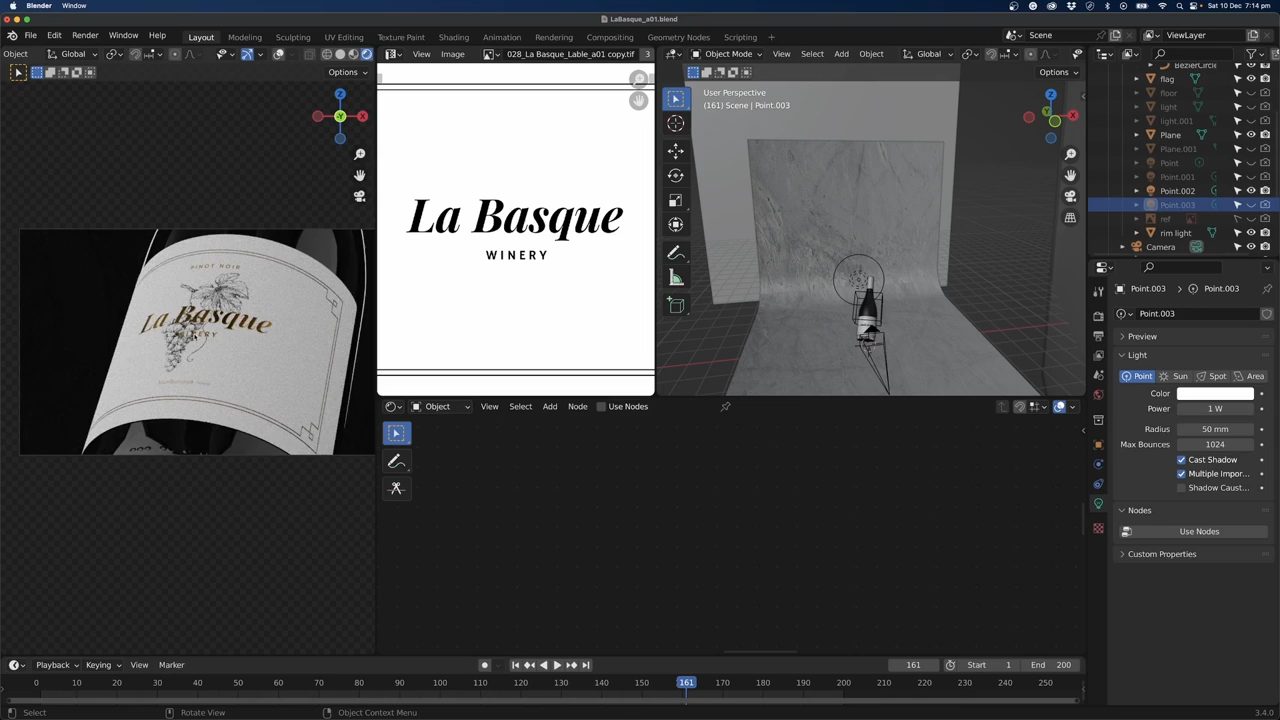 Blender Window
Sat 10 Dec 7:14 pm
LaBasque_a01.blend
File Edit Render Window Help
Layout Modeling Sculpting UV Editing Texture Paint Shading Animation Rendering Compositing Geometry Nodes Scripting
Scene
ViewLayer
Object Global
View Image 028_La Basque_Lable_a01 copy.tif 3
Object Mode View Select Add Object Global
Options
Options
Z
X
-Y
User Perspective
(161) Scene | Point.003
Z
X
Y
La Basque
WINERY
PINOT NOIR
La Basque
WINERY
BezierCircle
flag
floor
light
light.001
Plane
Plane.001
Point
Point.001
Point.002
Point.003
ref
rim light
Camera
Point.003 > Point.003
Point.003
Preview
Light
Point Sun Spot Area
Color
Power 1 W
Radius 50 mm
Max Bounces 1024
Cast Shadow
Multiple Impor...
Shadow Caust...
Nodes
Use Nodes
Custom Properties
Object View Select Add Node Use Nodes
Playback Keying View Marker
161 Start 1 End 200
0 10 20 30 40 50 60 70 80 90 100 110 120 130 140 150 161 170 180 190 200 210 220 230 240 250
Select Rotate View Object Context Menu 3.4.0